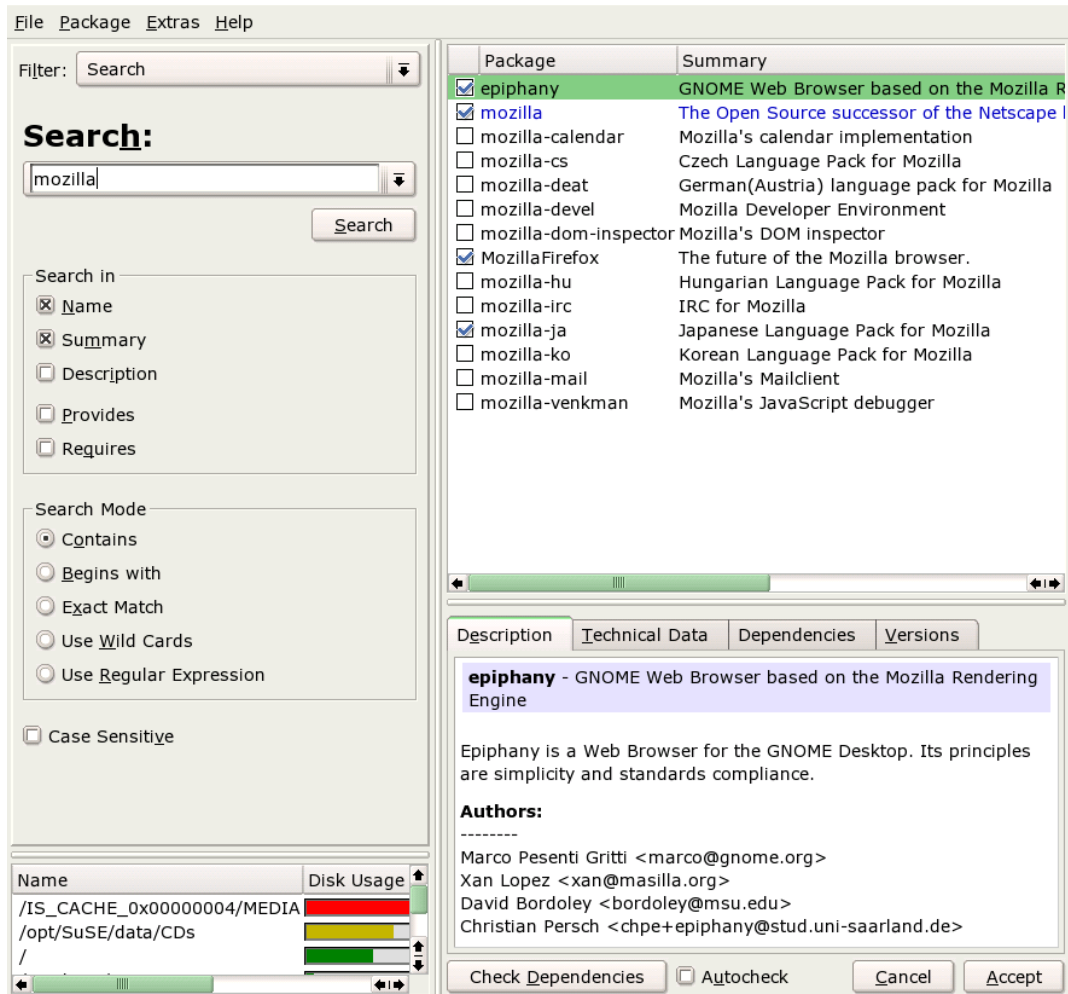 File Package Extras Help
Filter: Search
Search:
mozilla
Search
Search in
Name
Summary
Description
Provides
Requires
Search Mode
Contains
Begins with
Exact Match
Use Wild Cards
Use Regular Expression
Case Sensitive
Name Disk Usage
/IS_CACHE_0x00000004/MEDIA
/opt/SuSE/data/CDs
/
Package Summary
epiphany GNOME Web Browser based on the Mozilla R
mozilla The Open Source successor of the Netscape
mozilla-calendar Mozilla's calendar implementation
mozilla-cs Czech Language Pack for Mozilla
mozilla-deat German(Austria) language pack for Mozilla
mozilla-devel Mozilla Developer Environment
mozilla-dom-inspector Mozilla's DOM inspector
MozillaFirefox The future of the Mozilla browser.
mozilla-hu Hungarian Language Pack for Mozilla
mozilla-irc IRC for Mozilla
mozilla-ja Japanese Language Pack for Mozilla
mozilla-ko Korean Language Pack for Mozilla
mozilla-mail Mozilla's Mailclient
mozilla-venkman Mozilla's JavaScript debugger
Description Technical Data Dependencies Versions
epiphany - GNOME Web Browser based on the Mozilla Rendering
Engine
Epiphany is a Web Browser for the GNOME Desktop. Its principles
are simplicity and standards compliance.
Authors:
--------
Marco Pesenti Gritti <marco@gnome.org>
Xan Lopez <xan@masilla.org>
David Bordoley <bordoley@msu.edu>
Christian Persch <chpe+epiphany@stud.uni-saarland.de>
Check Dependencies Autocheck Cancel Accept